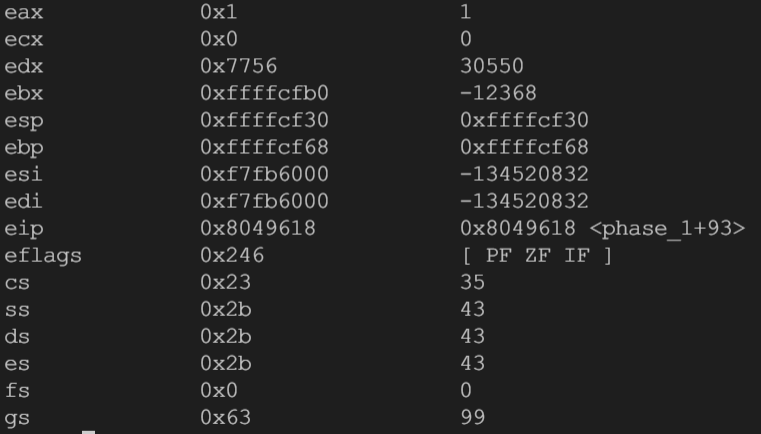 eax 0x1 1
ecx 0x0 0
edx 0x7756 30550
ebx 0xffffcfb0 -12368
esp 0xffffcf30 0xffffcf30
ebp 0xffffcf68 0xffffcf68
esi 0xf7fb6000 -134520832
edi 0xf7fb6000 -134520832
eip 0x8049618 0x8049618 <phase_1+93>
eflags 0x246 [ PF ZF IF ]
cs 0x23 35
ss 0x2b 43
ds 0x2b 43
es 0x2b 43
fs 0x0 0
gs 0x63 99